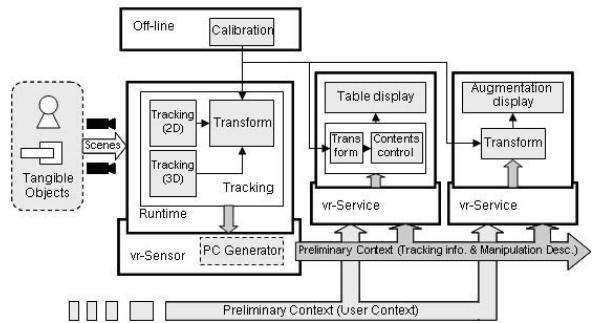 Off-line
Calibration
Tangible
Objects
Scenes
Tracking
(2D)
Transform
Tracking
(3D)
Tracking
Runtime
vr-Sensor
PC Generator
Table display
Trans
form
Contents
control
vr-Service
Augmentation
display
Transform
vr-Service
Preliminary Context (Tracking info. & Manipulation Desc.)
Preliminary Context (User Context)